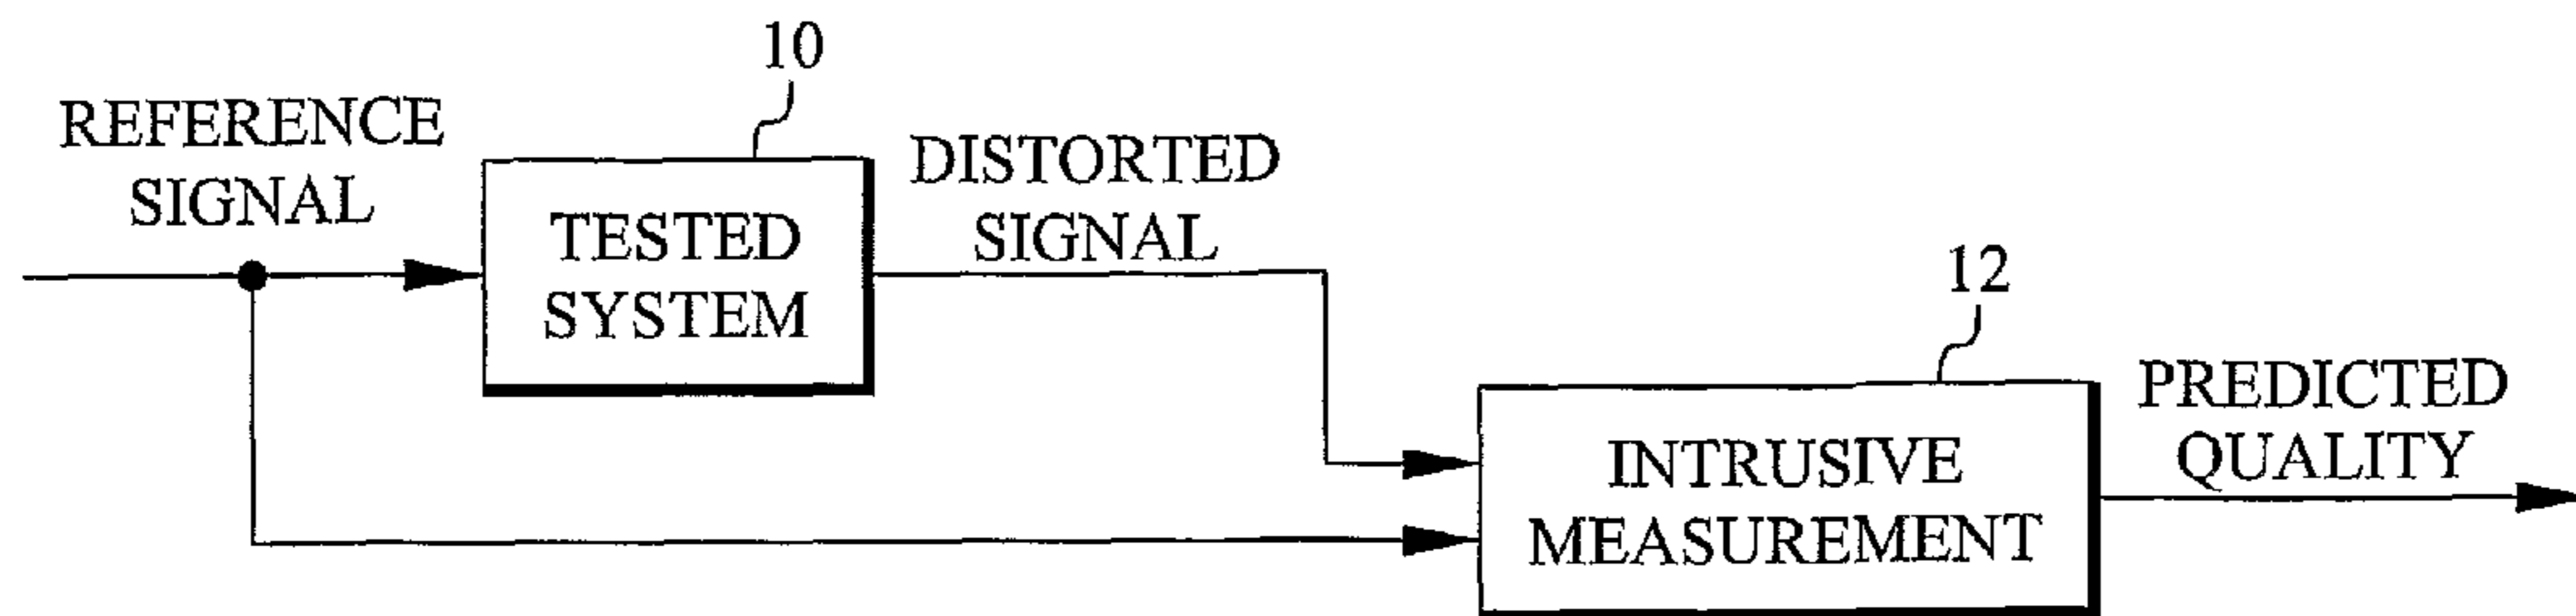 10
REFERENCE
SIGNAL
TESTED
SYSTEM
DISTORTED
SIGNAL
12
INTRUSIVE
MEASUREMENT
PREDICTED
QUALITY